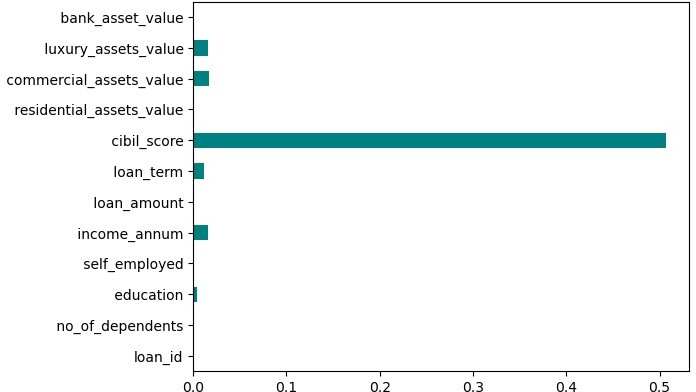 bank_asset_value
luxury_assets_value
commercial_assets_value
residential_assets_value
cibil_score
loan_term
loan_amount
income_annum
self_employed
education
no_of_dependents
loan_id
0.0 0.1 0.2 0.3 0.4 0.5